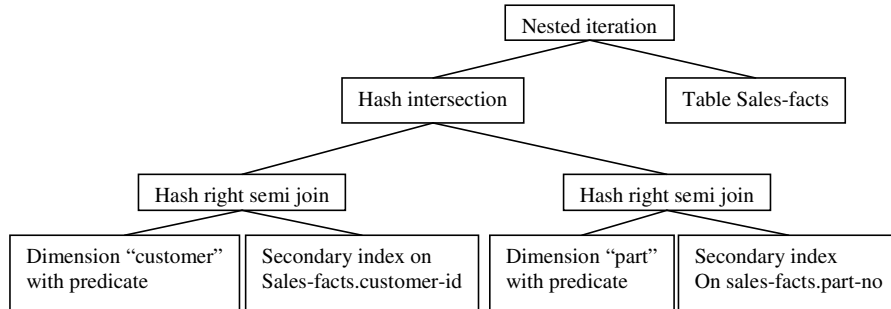 Nested iteration
Hash intersection
Table Sales-facts
Hash right semi join
Hash right semi join
Dimension “customer”
with predicate
Secondary index on
Sales-facts.customer-id
Dimension “part”
with predicate
Secondary index
On sales-facts.part-no